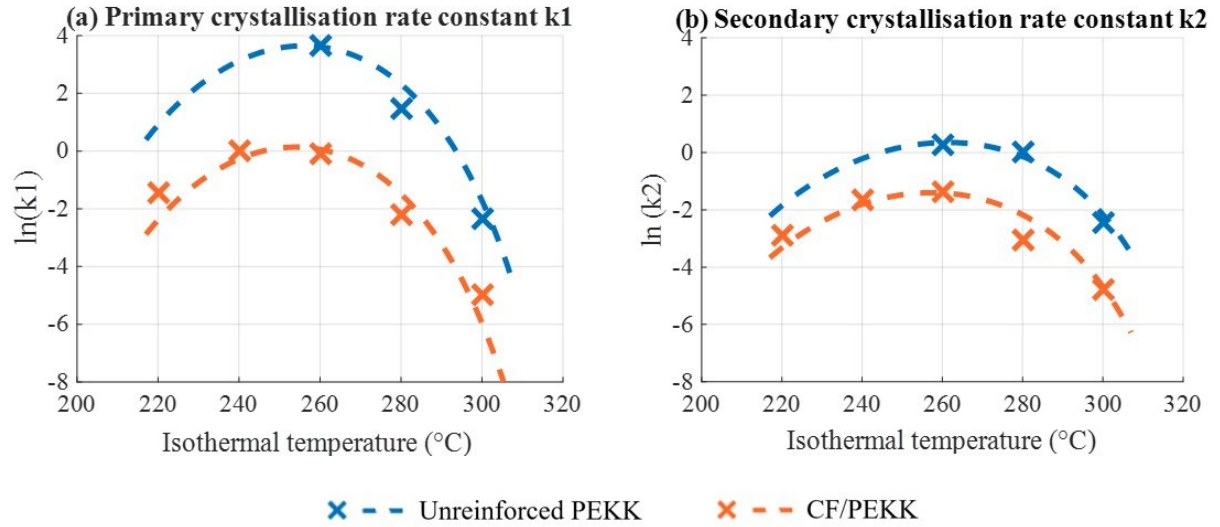 (a) Primary crystallisation rate constant k1
4
2
0
-2
-4
-6
-8
200 220 240 260 280 300 320
ln(k1)
Isothermal temperature (°C)
(b) Secondary crystallisation rate constant k2
4
2
0
-2
-4
-6
-8
200 220 240 260 280 300 320
ln (k2)
Isothermal temperature (°C)
Unreinforced PEKK
CF/PEKK